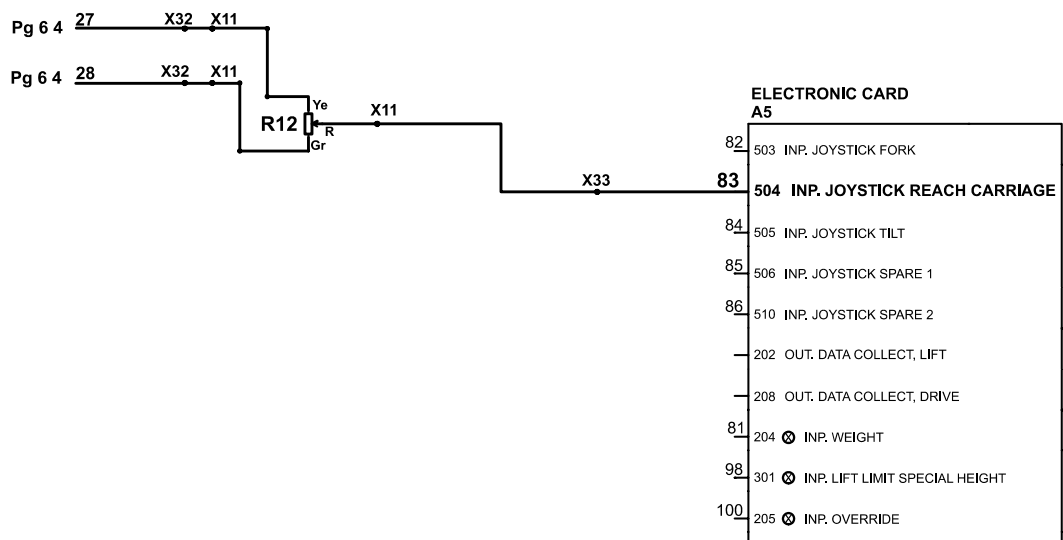 Pg 6 4 27 X32 X11
Pg 6 4 28 X32 X11
Ye
R12 R X11
Gr
ELECTRONIC CARD
A5
82 503 INP. JOYSTICK FORK
X33 83 504 INP. JOYSTICK REACH CARRIAGE
84 505 INP. JOYSTICK TILT
85 506 INP. JOYSTICK SPARE 1
86 510 INP. JOYSTICK SPARE 2
202 OUT. DATA COLLECT, LIFT
208 OUT. DATA COLLECT, DRIVE
81 204 INP. WEIGHT
98 301 INP. LIFT LIMIT SPECIAL HEIGHT
100 205 INP. OVERRIDE